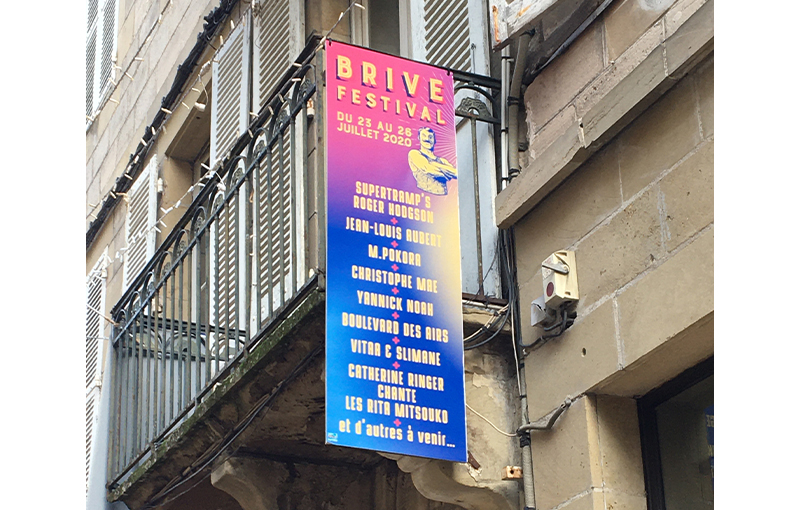 BRIVE
FESTIVAL
DU 23 AU 26
JUILLET 2020
SUPERTRAMP'S
ROGER HODGSON
+
JEAN-LOUIS AUBERT
+
M.POKORA
+
CHRISTOPHE MAE
+
YANNICK NOAH
+
BOULEVARD DES AIRS
+
VITAA & SLIMANE
+
CATHERINE RINGER
CHANTE
LES RITA MITSOUKO
+
et d'autres à venir...